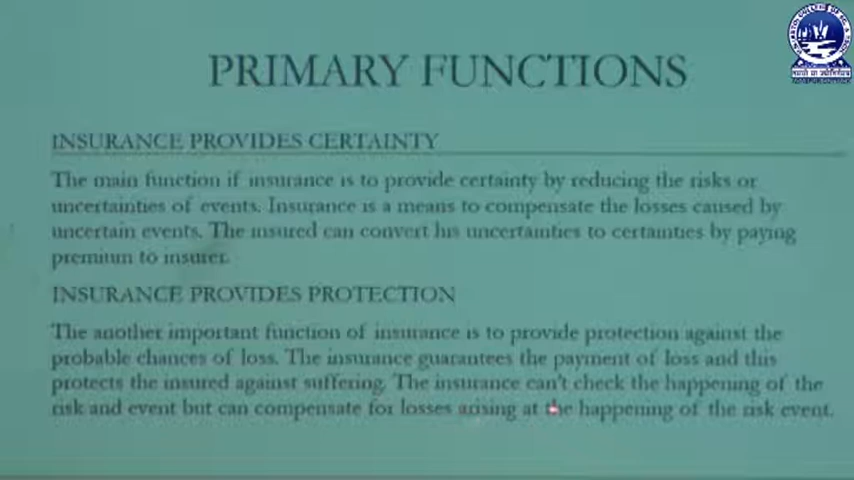 PRIMARY FUNCTIONS
INSURANCE PROVIDES CERTAINTY
The main function if insurance is to provide certainty by reducing the risks or
uncertainties of events. Insurance is a means to compensate the losses caused by
uncertain events. The insured can convert his uncertainties to certainties by paying
premium to insurer.
INSURANCE PROVIDES PROTECTION
The another important function of insurance is to provide protection against the
probable chances of loss. The insurance guarantees the payment of loss and this
protects the insured against suffering. The insurance can't check the happening of the
risk and event but can compensate for losses arising at the happening of the risk event.